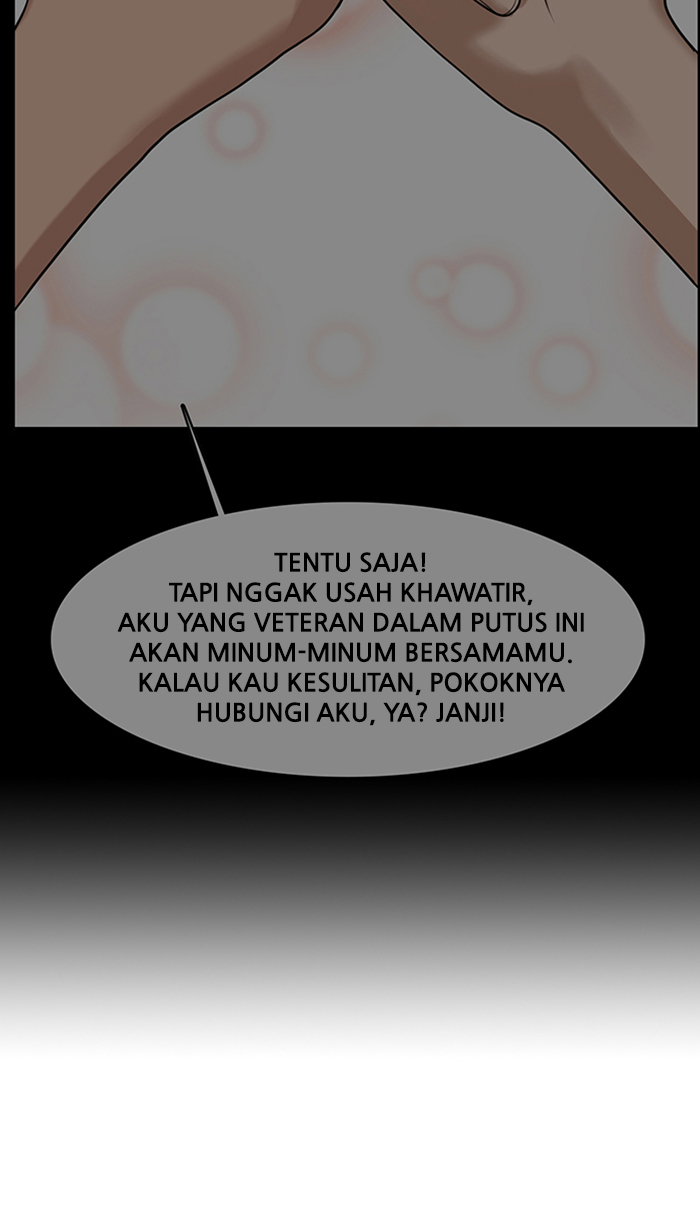 TENTU SAJA!
TAPI NGGAK USAH KHAWATIR,
AKU YANG VETERAN DALAM PUTUS INI
AKAN MINUM-MINUM BERSAMAMU.
KALAU KAU KESULITAN, POKOKNYA
HUBUNGI AKU, YA? JANJI!